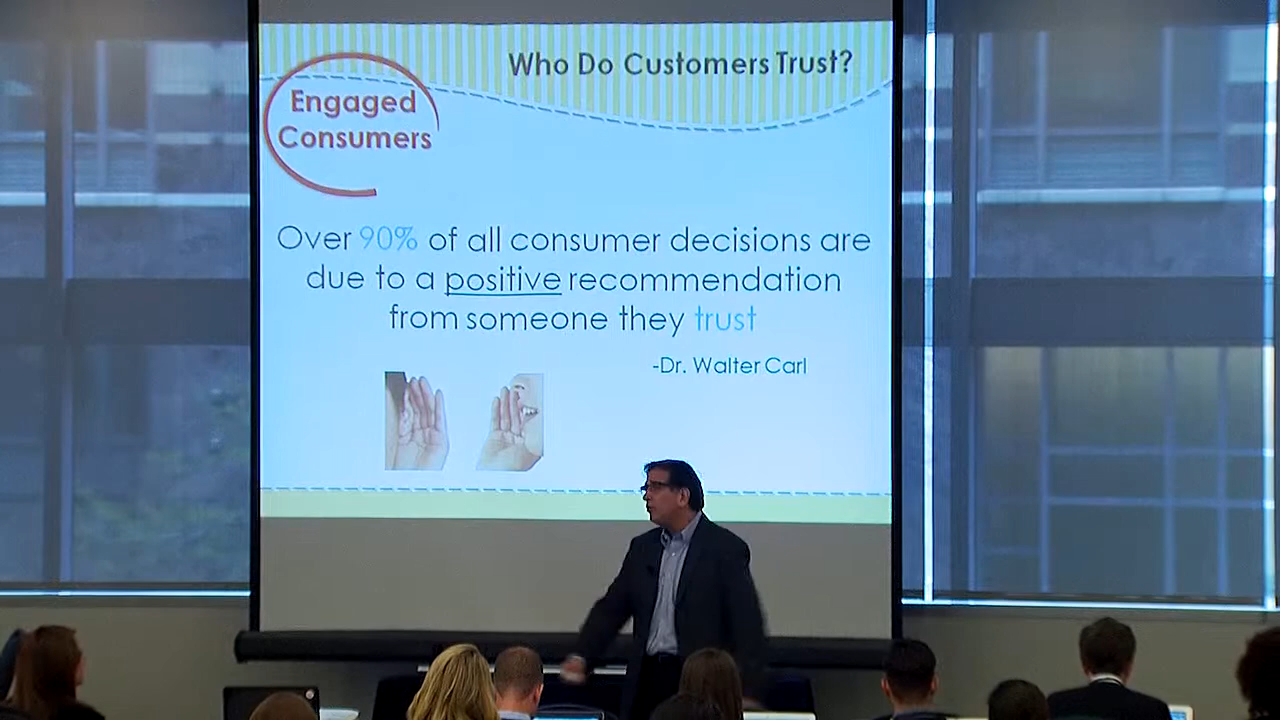 Who Do Customers Trust?
Engaged
Consumers
Over 90% of all consumer decisions are
due to a positive recommendation
from someone they trust
-Dr. Walter Carl